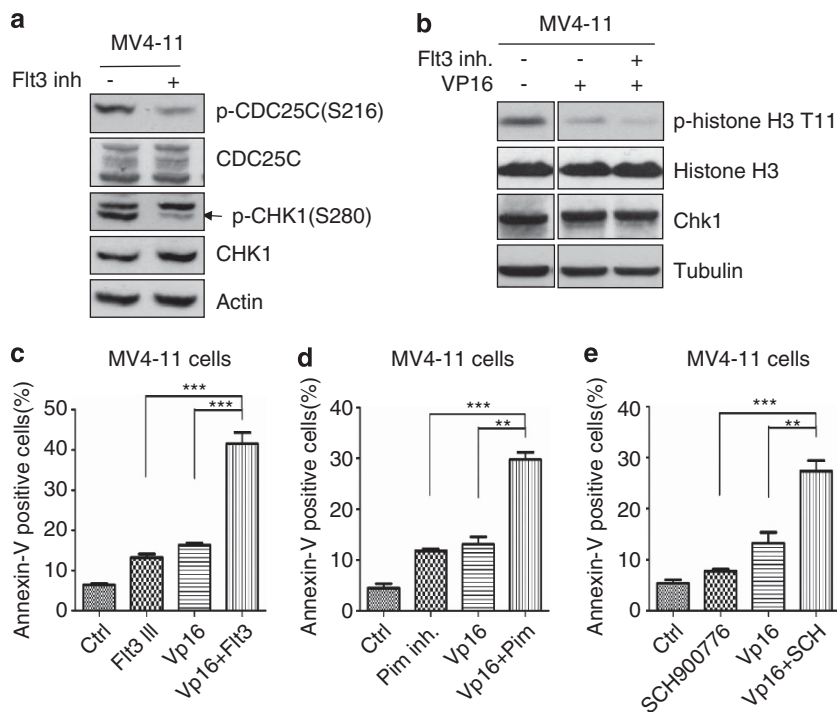 a
MV4-11
Flt3 inh - +
p-CDC25C(S216)
CDC25C
p-CHK1(S280)
CHK1
Actin
b
MV4-11
Flt3 inh. - - +
VP16 - + +
p-histone H3 T11
Histone H3
Chk1
Tubulin
c
MV4-11 cells
Annexin-V positive cells(%)
50
40
30
20
10
0
***
***
Ctrl
Flt3 III
Vp16
Vp16+Flt3
d
MV4-11 cells
Annexin-V positive cells(%)
40
30
20
10
0
***
**
Ctrl
Pim inh.
Vp16
Vp16+Pim
e
MV4-11 cells
Annexin-V positive cells(%)
40
30
20
10
0
***
**
Ctrl
SCH900776
Vp16
Vp16+SCH